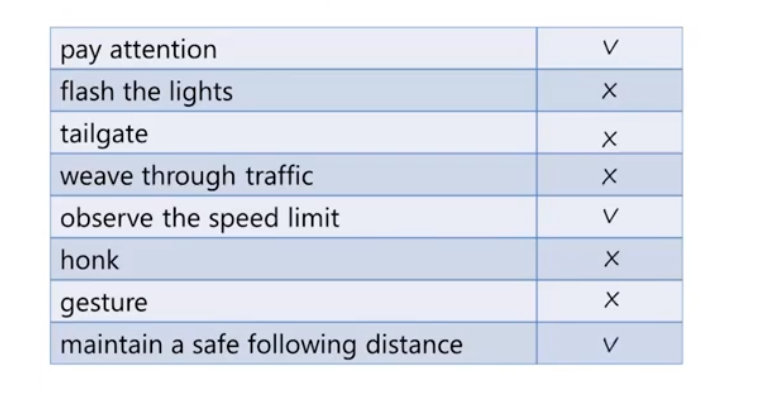 pay attention V
flash the lights X
tailgate X
weave through traffic X
observe the speed limit V
honk X
gesture X
maintain a safe following distance V